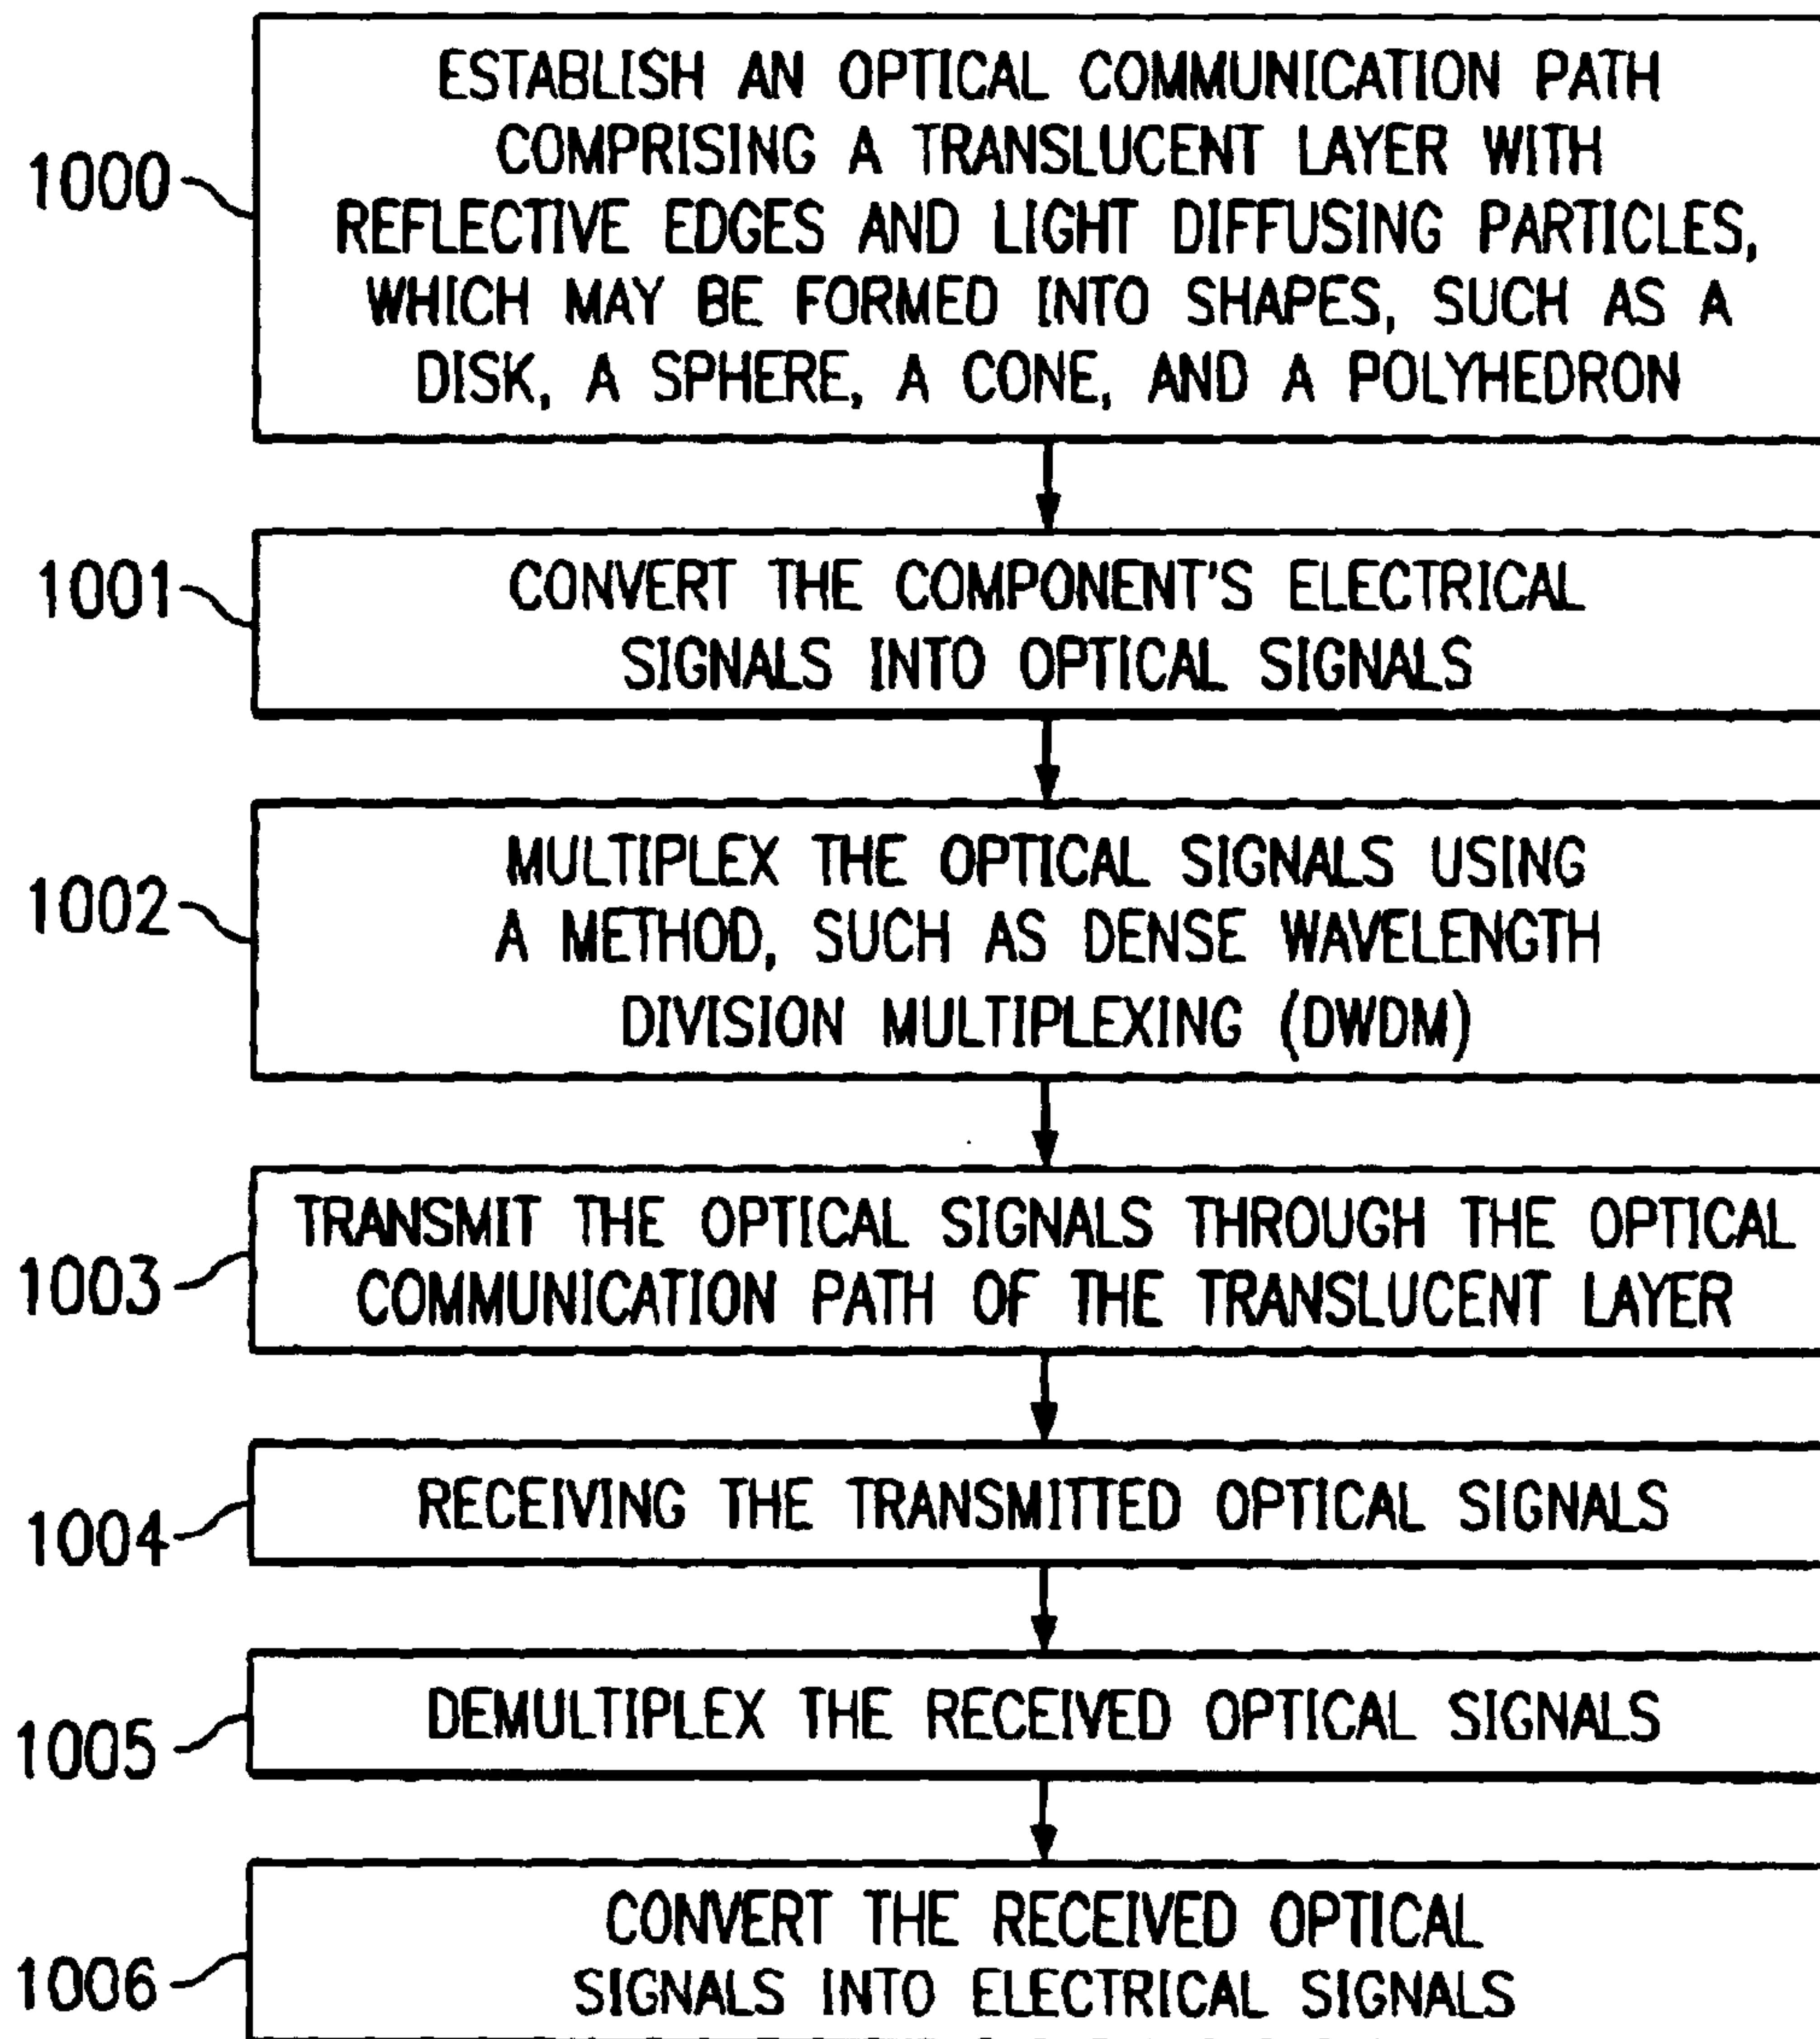 ESTABLISH AN OPTICAL COMMUNICATION PATH
COMPRISING A TRANSLUCENT LAYER WITH
1000
REFLECTIVE EDGES AND LIGHT DIFFUSING PARTICLES,
WHICH MAY BE FORMED INTO SHAPES, SUCH AS A
DISK, A SPHERE, A CONE, AND A POLYHEDRON
1001
CONVERT THE COMPONENT'S ELECTRICAL
SIGNALS INTO OPTICAL SIGNALS
1002
MULTIPLEX THE OPTICAL SIGNALS USING
A METHOD, SUCH AS DENSE WAVELENGTH
DIVISION MULTIPLEXING (DWDM)
1003
TRANSMIT THE OPTICAL SIGNALS THROUGH THE OPTICAL
COMMUNICATION PATH OF THE TRANSLUCENT LAYER
1004
RECEIVING THE TRANSMITTED OPTICAL SIGNALS
1005
DEMULTIPLEX THE RECEIVED OPTICAL SIGNALS
1006
CONVERT THE RECEIVED OPTICAL
SIGNALS INTO ELECTRICAL SIGNALS